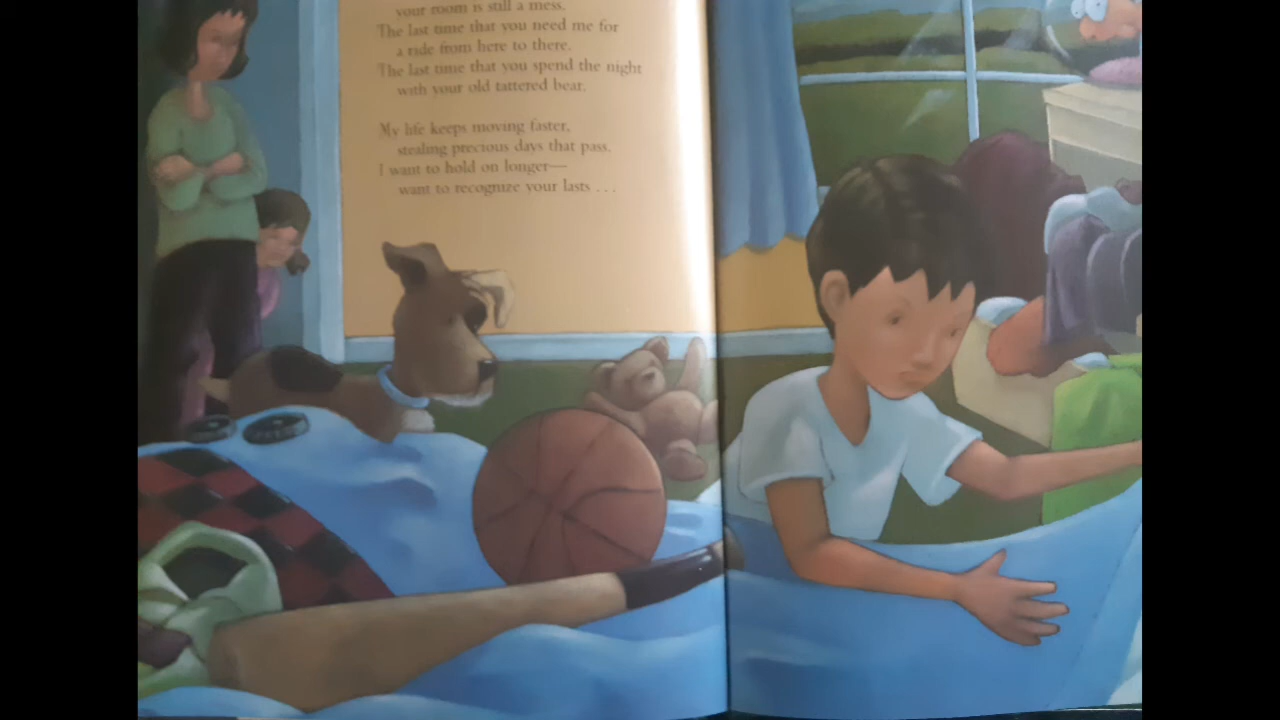 your room is still a mess.
The last time that you need me for
a ride from here to there.
The last time that you spend the night
with your old tattered bear.
My life keeps moving faster,
stealing precious days that pass.
I want to hold on longer—
want to recognize your lasts . . .